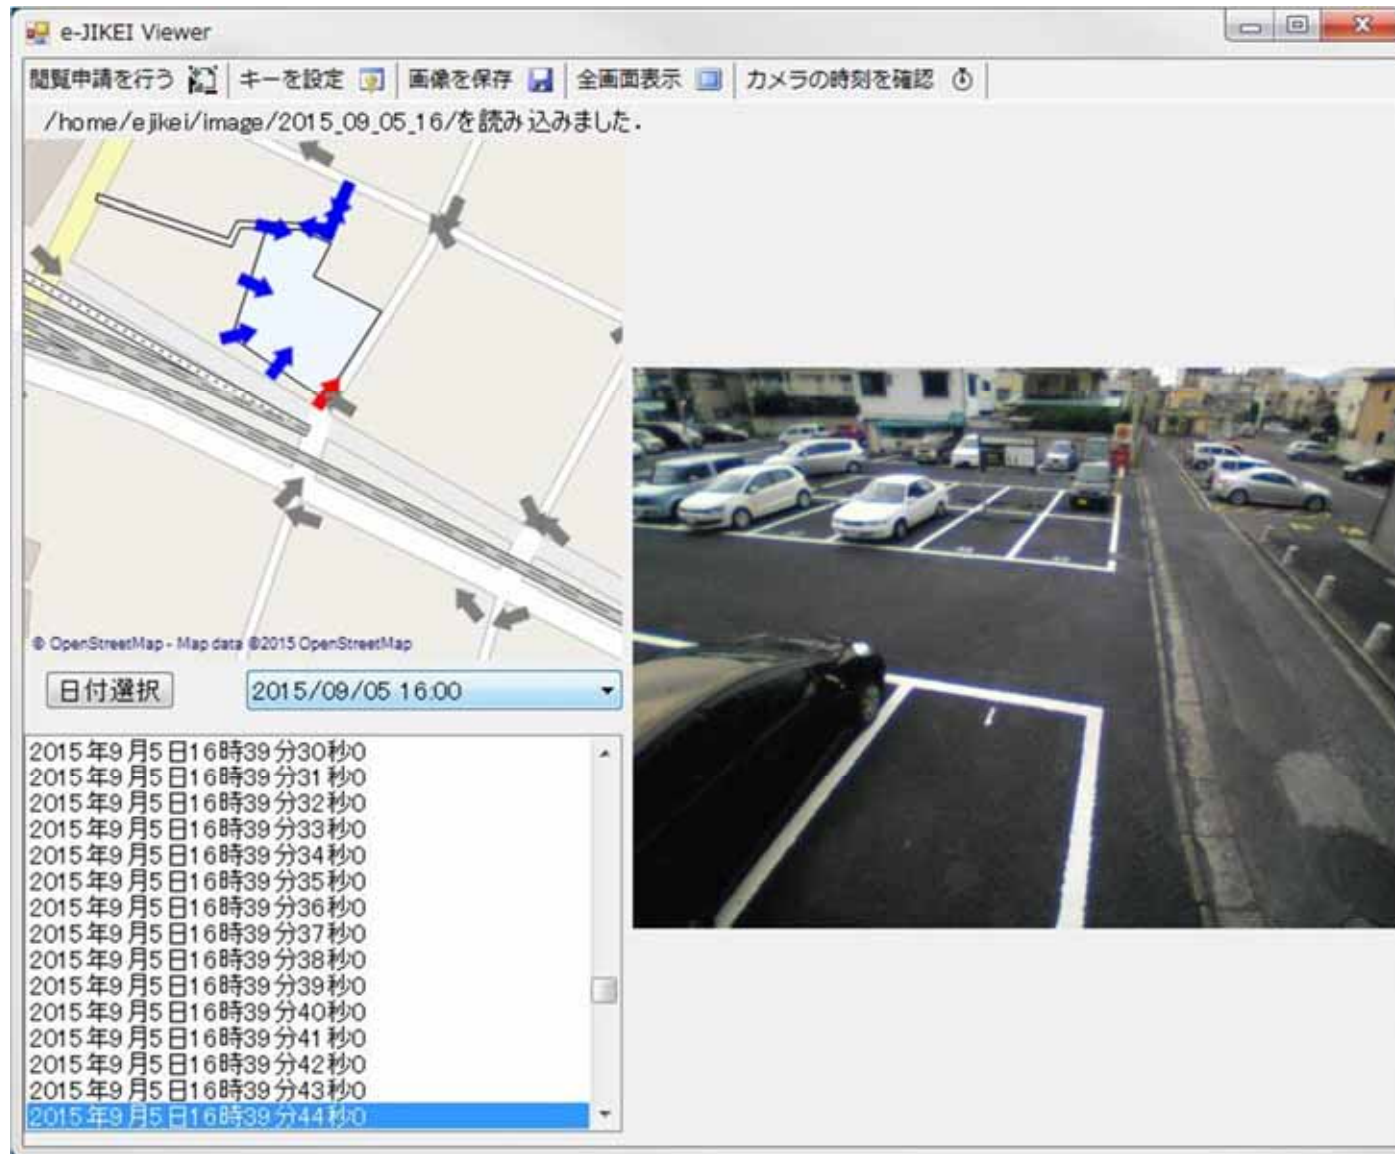 e-JIKEI Viewer
閲覧申請を行う キーを設定 画像を保存 全画面表示 カメラの時刻を確認
/home/ejikei/image/2015_09_05_16/を読み込みました.
© OpenStreetMap - Map data ©2015 OpenStreetMap
日付選択 2015/09/05 16:00
2015年9月5日16時39分30秒0
2015年9月5日16時39分31秒0
2015年9月5日16時39分32秒0
2015年9月5日16時39分33秒0
2015年9月5日16時39分34秒0
2015年9月5日16時39分35秒0
2015年9月5日16時39分36秒0
2015年9月5日16時39分37秒0
2015年9月5日16時39分38秒0
2015年9月5日16時39分39秒0
2015年9月5日16時39分40秒0
2015年9月5日16時39分41秒0
2015年9月5日16時39分42秒0
2015年9月5日16時39分43秒0
2015年9月5日16時39分44秒0